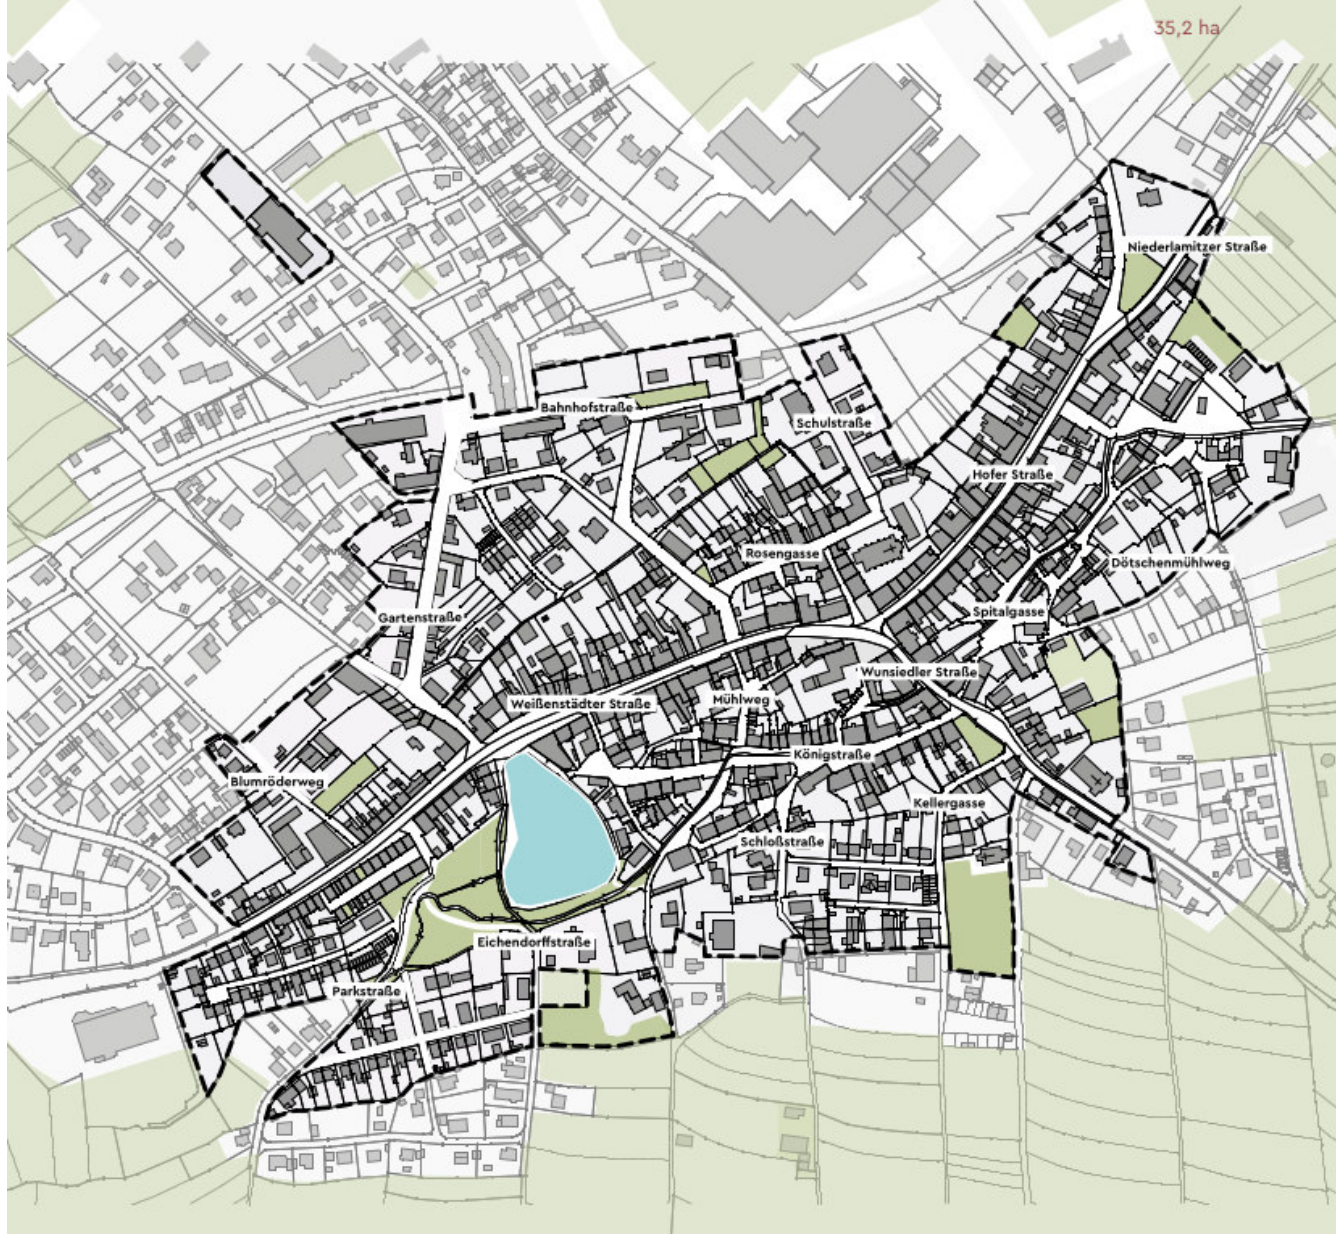 35,2 ha
Niederlamitzer Straße
Bahnhofstraße
Schulstraße
Hofer Straße
Rosengasse
Dötschenmühlweg
Spitalgasse
Gartenstraße
Wunsiedler Straße
Mühlweg
Weißenstädter Straße
Königstraße
Blumröderweg
Kellergasse
Schloßstraße
Eichendorffstraße
Parkstraße